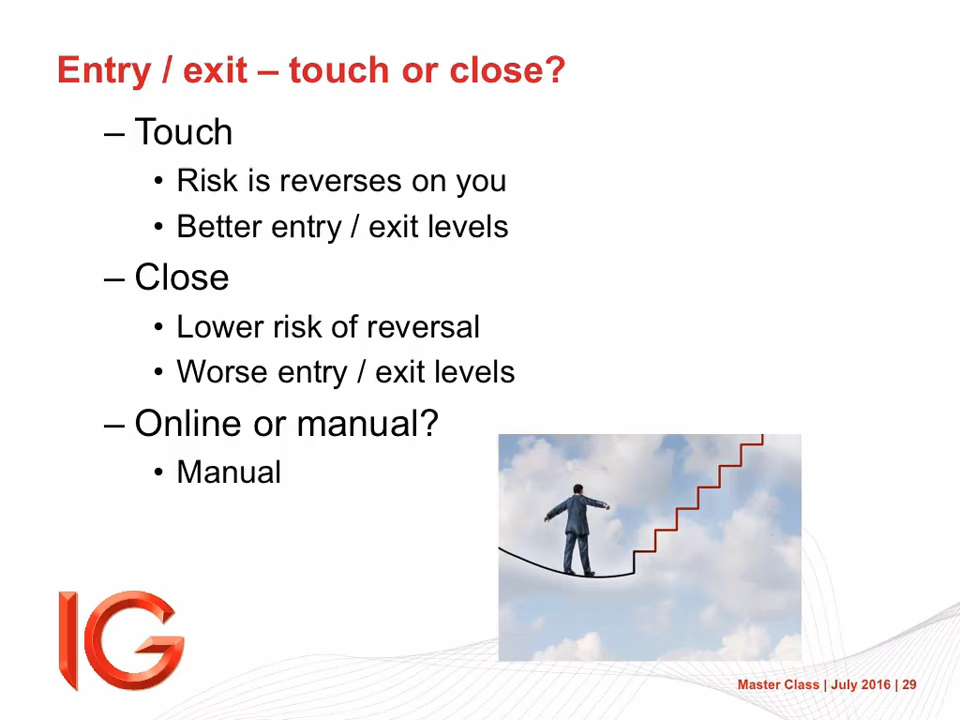 Entry / exit – touch or close?
– Touch
• Risk is reverses on you
• Better entry / exit levels
– Close
• Lower risk of reversal
• Worse entry / exit levels
– Online or manual?
• Manual
IG
Master Class | July 2016 | 29